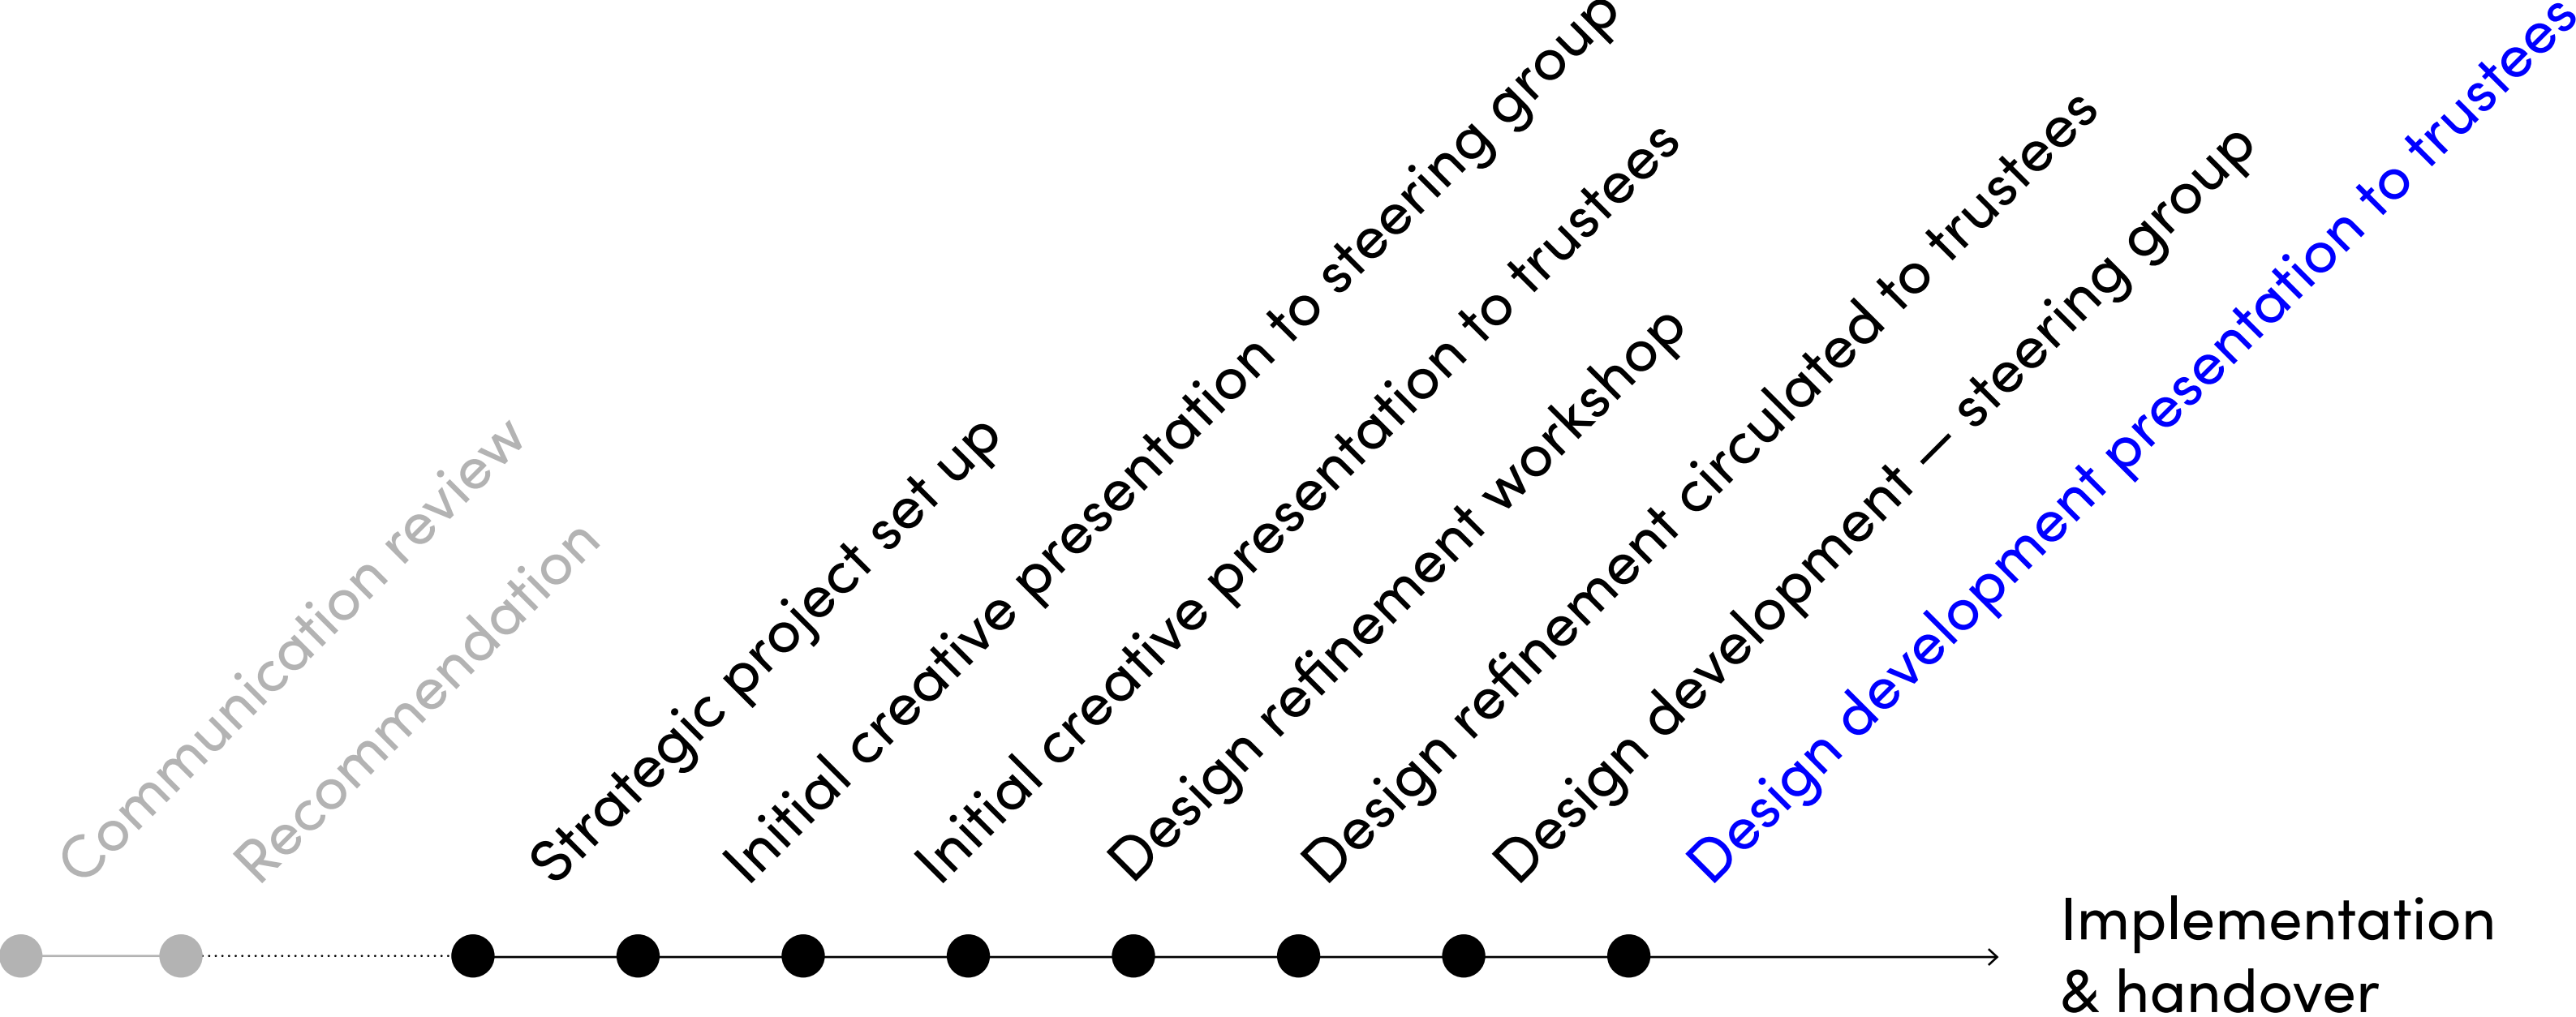 Communication review
Recommendation
Strategic project set up
Initial creative presentation to steering group
Initial creative presentation to trustees
Design refinement workshop
Design refinement circulated to trustees
Design development – steering group
Design development presentation to trustees
Implementation
& handover